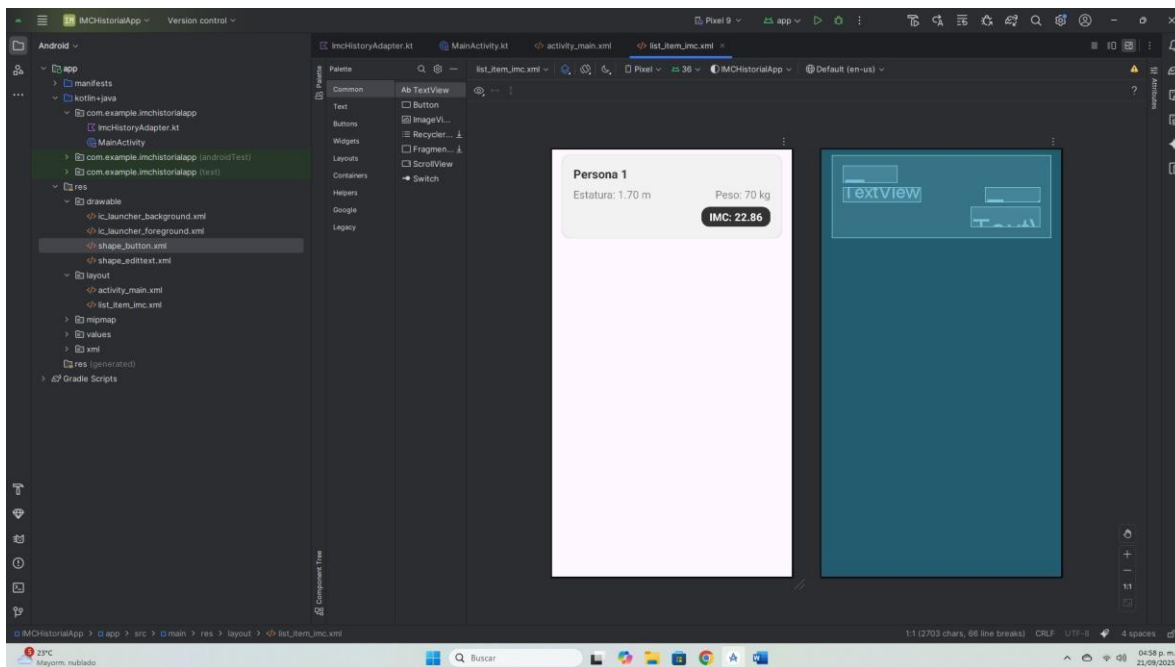 IM IMCHistorialApp Version control
Pixel 9 app
Android
ImcHistoryAdapter.kt MainActivity.kt activity_main.xml list_item_imc.xml
app
manifests
kotlin+java
com.example.imchistorialapp
ImcHistoryAdapter.kt
MainActivity
com.example.imchistorialapp (androidTest)
com.example.imchistorialapp (test)
res
drawable
ic_launcher_background.xml
ic_launcher_foreground.xml
shape_button.xml
shape_edittext.xml
layout
activity_main.xml
list_item_imc.xml
mipmap
values
xml
res (generated)
Gradle Scripts
Palette
Palette
Common
Text
Buttons
Widgets
Layouts
Containers
Helpers
Google
Legacy
Ab TextView
Button
ImageVi...
Recycler...
Fragmen...
ScrollView
Switch
Component Tree
list_item_imc.xml Pixel 36 IMCHistorialApp Default (en-us)
Persona 1
Estatura: 1.70 m Peso: 70 kg
IMC: 22.86
TextView
Attributes
1:1
IMCHistorialApp > app > src > main > res > layout > list_item_imc.xml
1:1 (2703 chars, 66 line breaks) CRLF UTF-8 4 spaces
23°C
Mayorm. nublado
Buscar
04:58 p. m.